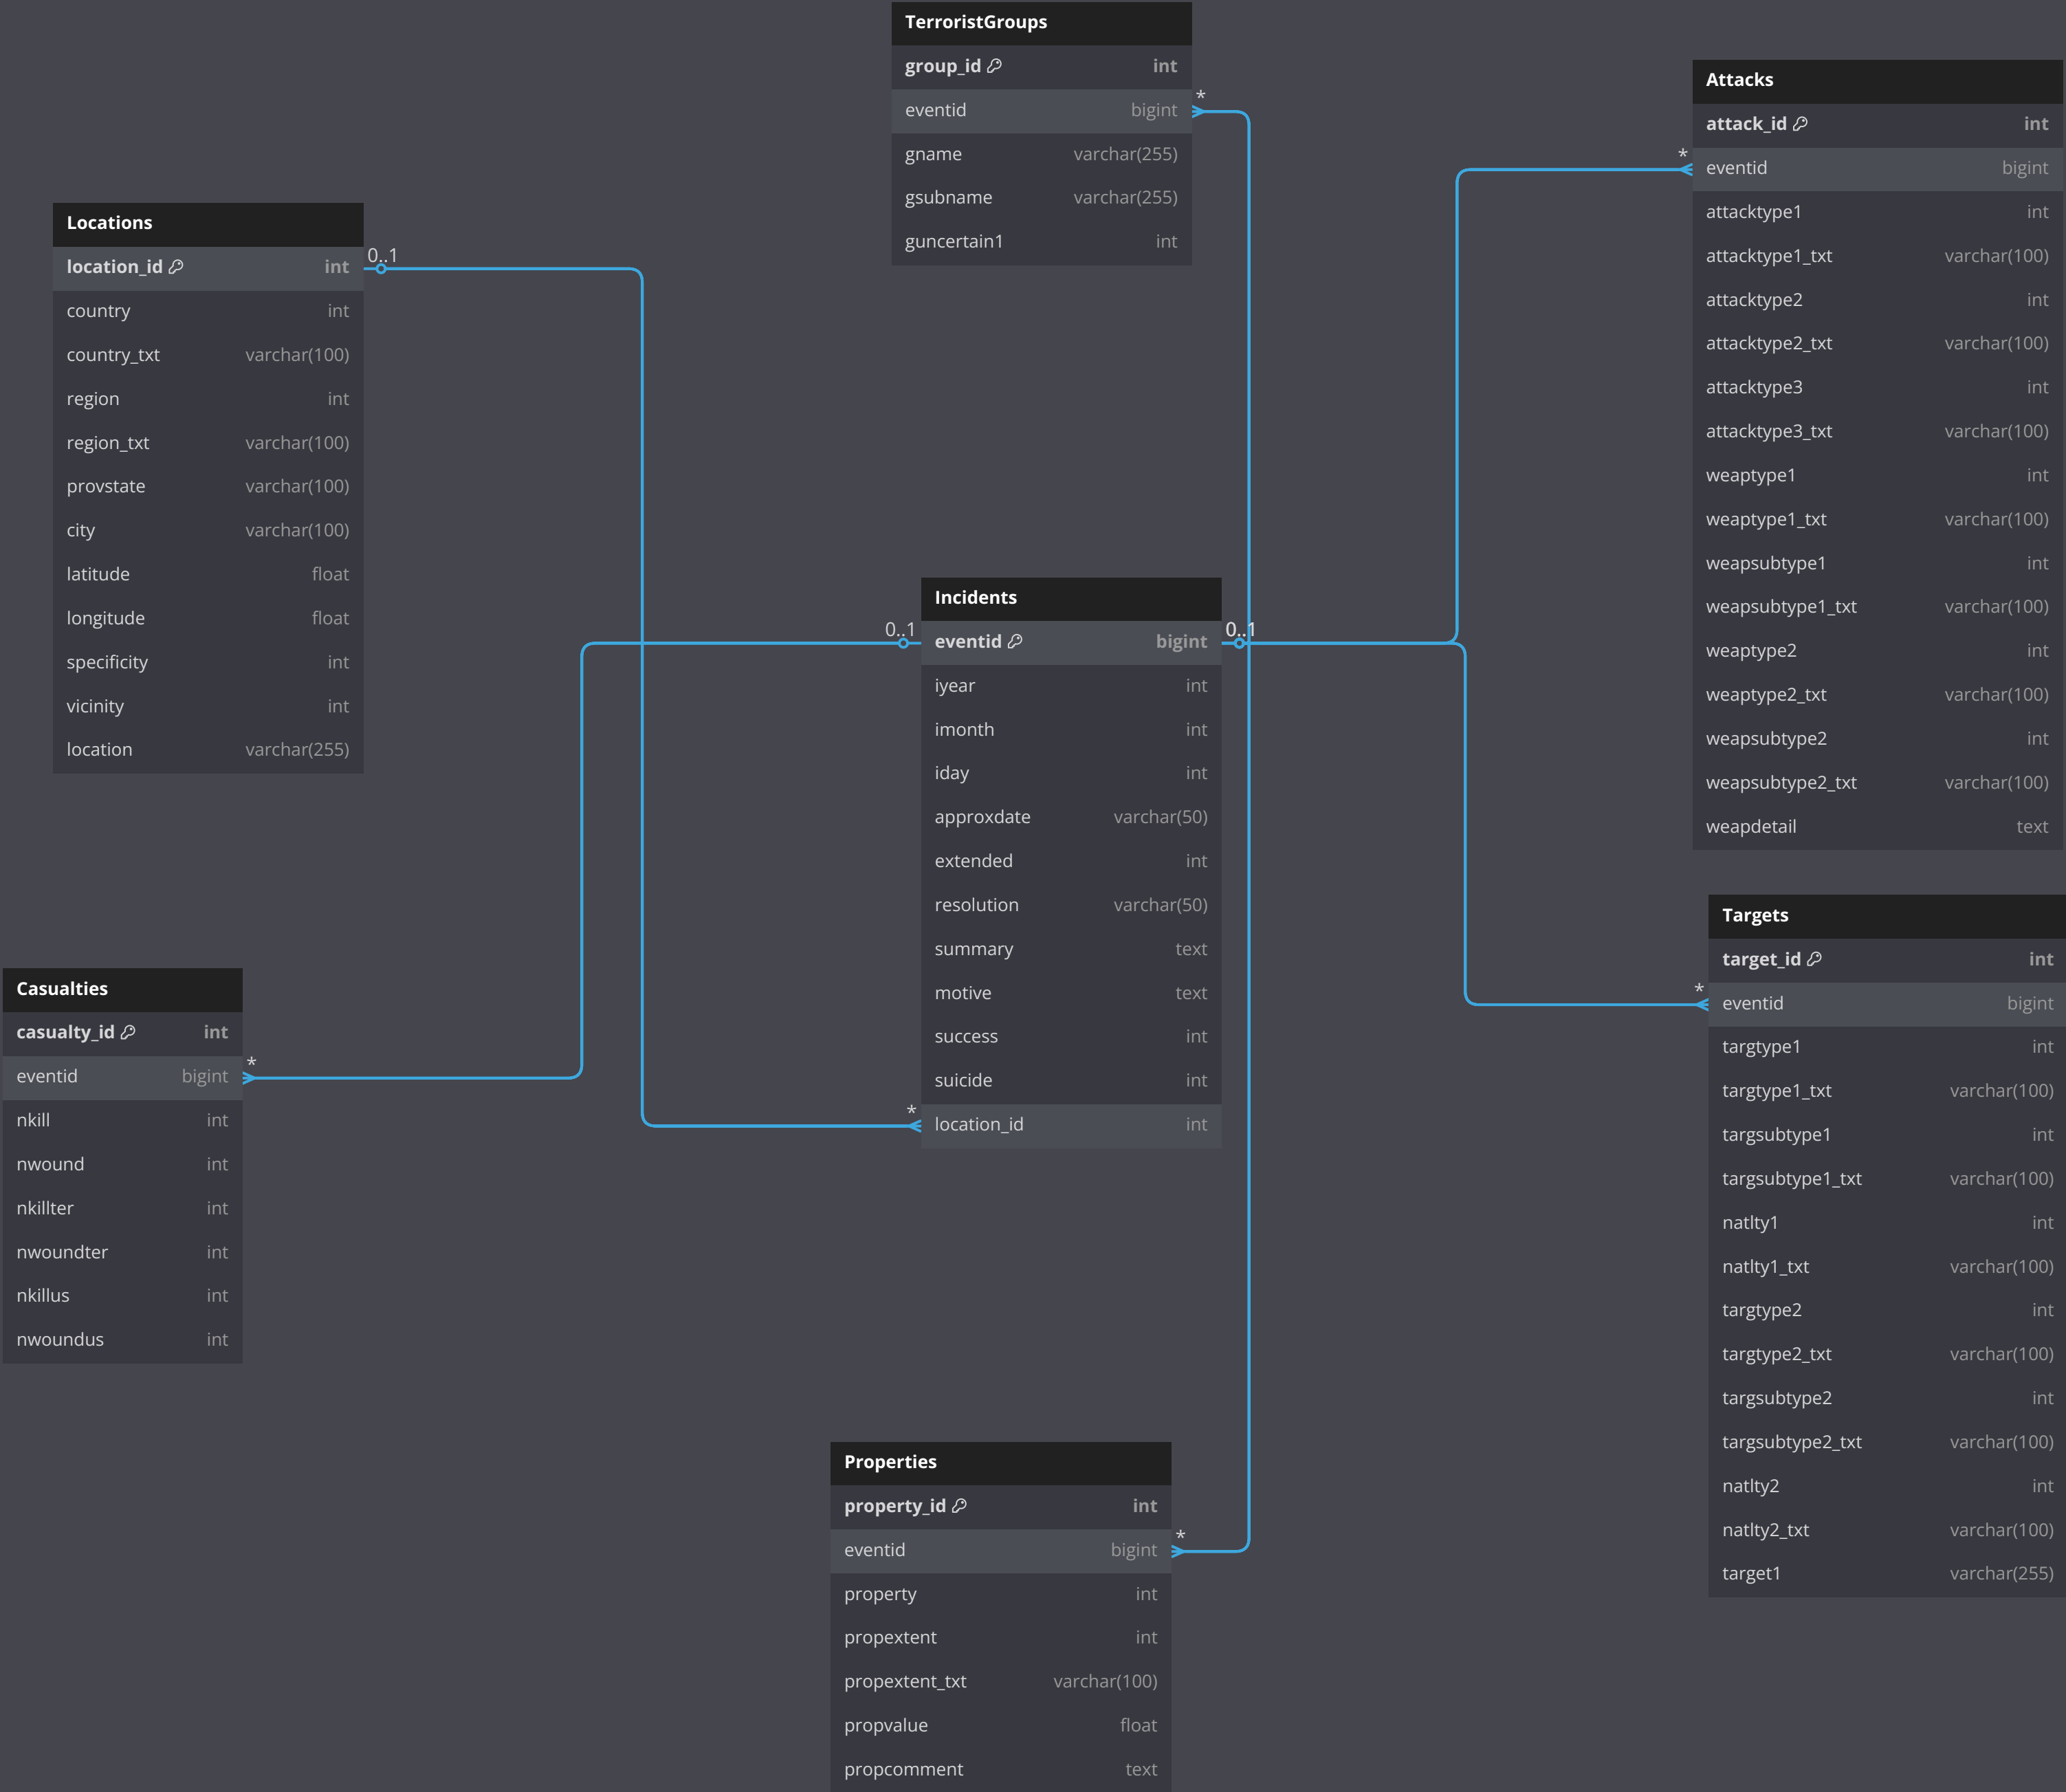 TerroristGroups
group_id int
eventid bigint
gname varchar(255)
gsubname varchar(255)
guncertain1 int
*
Attacks
attack_id int
eventid bigint
attacktype1 int
attacktype1_txt varchar(100)
attacktype2 int
attacktype2_txt varchar(100)
attacktype3 int
attacktype3_txt varchar(100)
weaptype1 int
weaptype1_txt varchar(100)
weapsubtype1 int
weapsubtype1_txt varchar(100)
weaptype2 int
weaptype2_txt varchar(100)
weapsubtype2 int
weapsubtype2_txt varchar(100)
weapdetail text
*
Locations
location_id int
country int
country_txt varchar(100)
region int
region_txt varchar(100)
provstate varchar(100)
city varchar(100)
latitude float
longitude float
specificity int
vicinity int
location varchar(255)
0..1
Incidents
0..1
eventid bigint
0..1
iyear int
imonth int
iday int
approxdate varchar(50)
extended int
resolution varchar(50)
summary text
motive text
success int
suicide int
*
location_id int
Targets
target_id int
*
eventid bigint
targtype1 int
targtype1_txt varchar(100)
targsubtype1 int
targsubtype1_txt varchar(100)
natlty1 int
natlty1_txt varchar(100)
targtype2 int
targtype2_txt varchar(100)
targsubtype2 int
targsubtype2_txt varchar(100)
natlty2 int
natlty2_txt varchar(100)
target1 varchar(255)
Casualties
casualty_id int
*
eventid bigint
nkill int
nwound int
nkillter int
nwoundter int
nkillus int
nwoundus int
Properties
property_id int
*
eventid bigint
property int
propextent int
propextent_txt varchar(100)
propvalue float
propcomment text